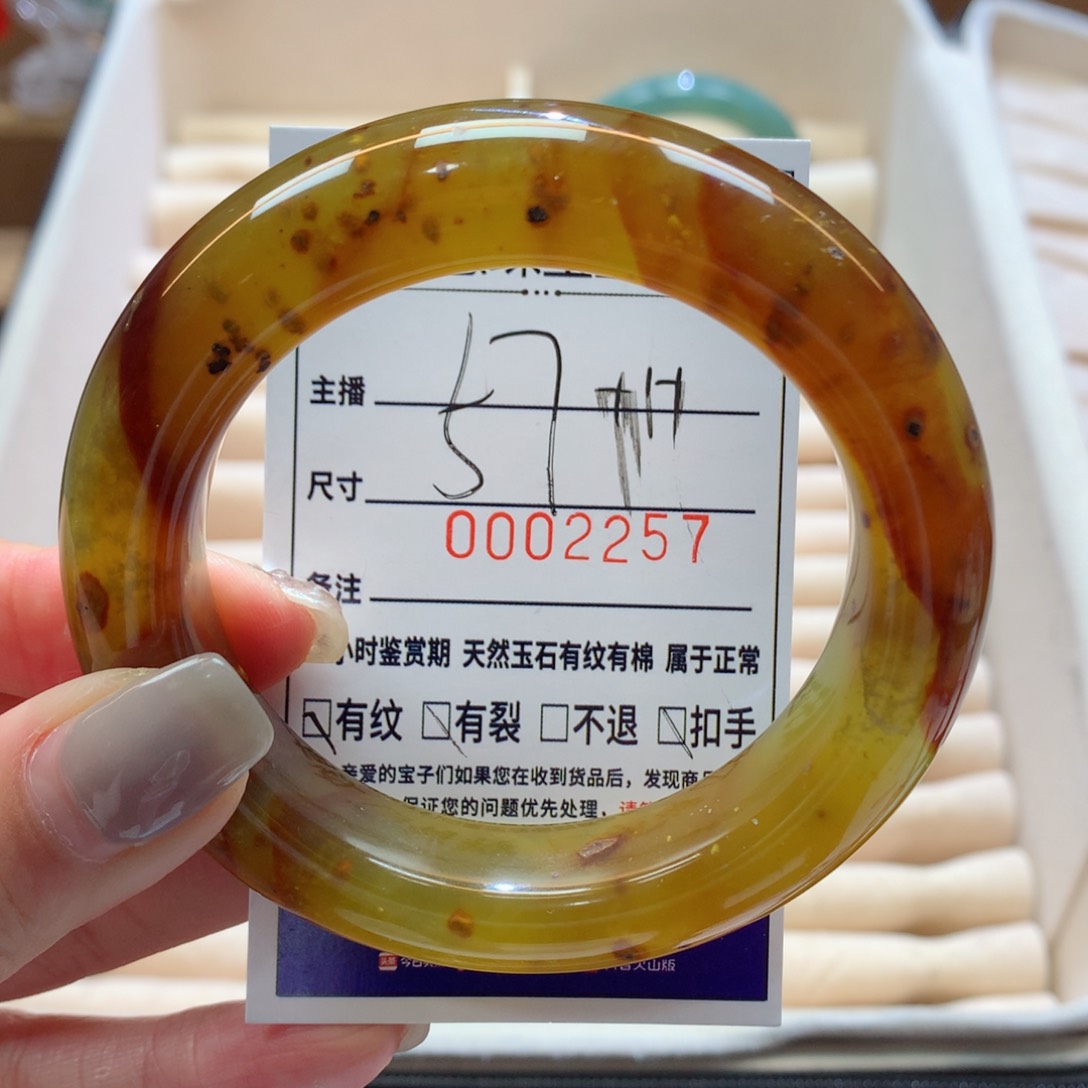 主播
57
尺寸
0002257
备注
小时鉴赏期 天然玉石有纹有棉 属于正常
有纹 有裂 不退 扣手
亲爱的宝子们如果您在收到货品后，发现商
保证您的问题优先处理，请